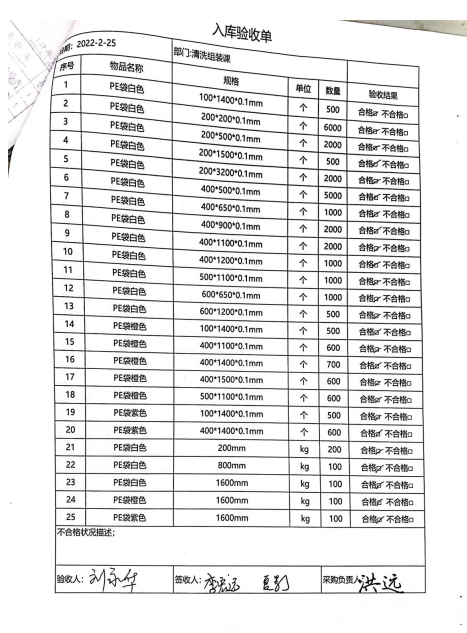 入库验收单
日期: 2022-2-25 部门:清洗组装课
序号 物品名称 规格 单位 数量 验收结果
1 PE袋白色 100*1400*0.1mm 个 500 合格☑ 不合格□
2 PE袋白色 200*200*0.1mm 个 6000 合格☑ 不合格□
3 PE袋白色 200*500*0.1mm 个 2000 合格☑ 不合格□
4 PE袋白色 200*1500*0.1mm 个 500 合格☑ 不合格□
5 PE袋白色 200*3200*0.1mm 个 2000 合格☑ 不合格□
6 PE袋白色 400*500*0.1mm 个 5000 合格☑ 不合格□
7 PE袋白色 400*650*0.1mm 个 1000 合格☑ 不合格□
8 PE袋白色 400*900*0.1mm 个 2000 合格☑ 不合格□
9 PE袋白色 400*1100*0.1mm 个 2000 合格☑ 不合格□
10 PE袋白色 400*1200*0.1mm 个 1000 合格☑ 不合格□
11 PE袋白色 500*1100*0.1mm 个 1000 合格☑ 不合格□
12 PE袋白色 600*650*0.1mm 个 1000 合格☑ 不合格□
13 PE袋白色 600*1200*0.1mm 个 500 合格☑ 不合格□
14 PE袋橙色 100*1400*0.1mm 个 500 合格☑ 不合格□
15 PE袋橙色 400*1100*0.1mm 个 600 合格☑ 不合格□
16 PE袋橙色 400*1400*0.1mm 个 700 合格☑ 不合格□
17 PE袋橙色 400*1500*0.1mm 个 600 合格☑ 不合格□
18 PE袋橙色 500*1100*0.1mm 个 600 合格☑ 不合格□
19 PE袋紫色 100*1400*0.1mm 个 500 合格☑ 不合格□
20 PE袋紫色 400*1400*0.1mm 个 600 合格☑ 不合格□
21 PE袋白色 200mm kg 200 合格☑ 不合格□
22 PE袋白色 800mm kg 100 合格☑ 不合格□
23 PE袋白色 1600mm kg 100 合格☑ 不合格□
24 PE袋橙色 1600mm kg 100 合格☑ 不合格□
25 PE袋紫色 1600mm kg 100 合格☑ 不合格□
不合格状况描述;
验收人: 刘永华 签收人: 采购负责人 洪远